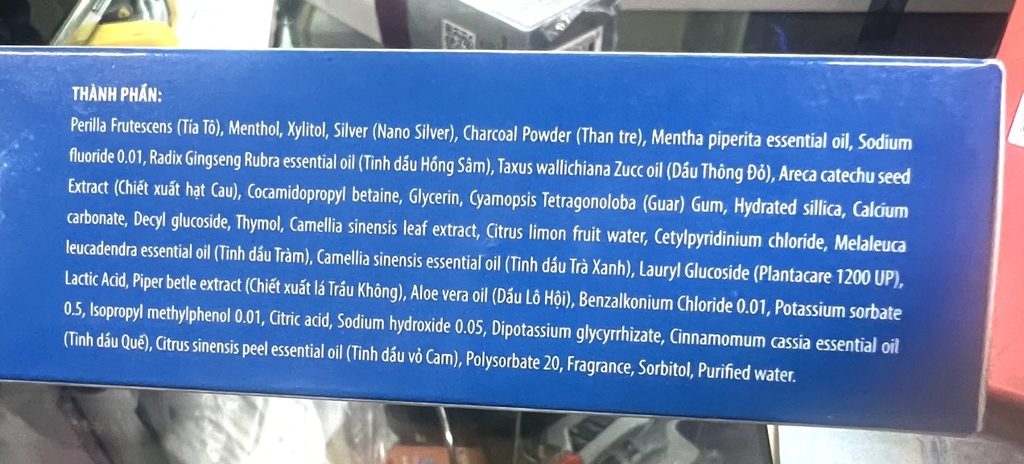 THÀNH PHẦN:
Perilla Frutescens (Tía Tô), Menthol, Xylitol, Silver (Nano Silver), Charcoal Powder (Than tre), Mentha piperita essential oil, Sodium
fluoride 0.01, Radix Gingseng Rubra essential oil (Tinh dầu Hồng Sâm), Taxus wallichiana Zucc oil (Dầu Thông Đỏ), Areca catechu seed
Extract (Chiết xuất hạt Cau), Cocamidopropyl betaine, Glycerin, Cyamopsis Tetragonoloba (Guar) Gum, Hydrated sillica, Calcium
carbonate, Decyl glucoside, Thymol, Camellia sinensis leaf extract, Citrus limon fruit water, Cetylpyridinium chloride, Melaleuca
leucadendra essential oil (Tinh dầu Tràm), Camellia sinensis essential oil (Tinh dầu Trà Xanh), Lauryl Glucoside (Plantacare 1200 UP),
Lactic Acid, Piper betle extract (Chiết xuất lá Trầu Không), Aloe vera oil (Dầu Lô Hội), Benzalkonium Chloride 0.01, Potassium sorbate
0.5, Isopropyl methylphenol 0.01, Citric acid, Sodium hydroxide 0.05, Dipotassium glycyrrhizate, Cinnamomum cassia essential oil
(Tinh dầu Quế), Citrus sinensis peel essential oil (Tinh dầu vỏ Cam), Polysorbate 20, Fragrance, Sorbitol, Purified water.